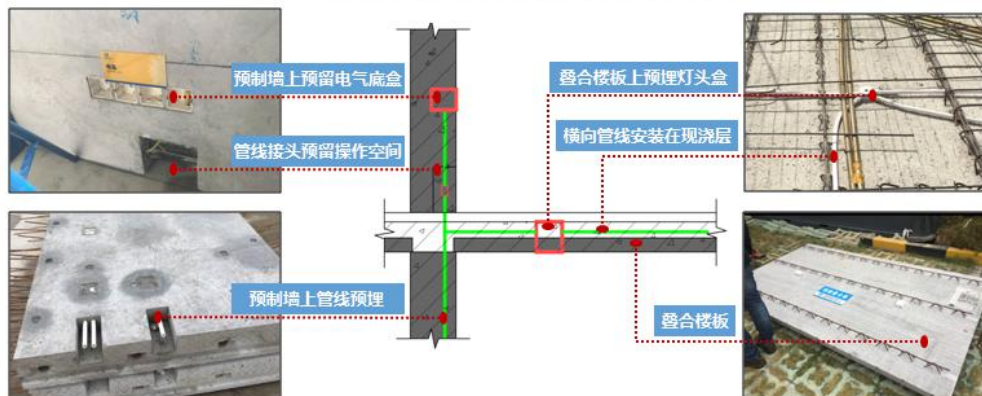 预制墙上预留电气底盒
叠合楼板上预埋灯头盒
管线接头预留操作空间
横向管线安装在现浇层
预制墙上管线预埋
叠合楼板